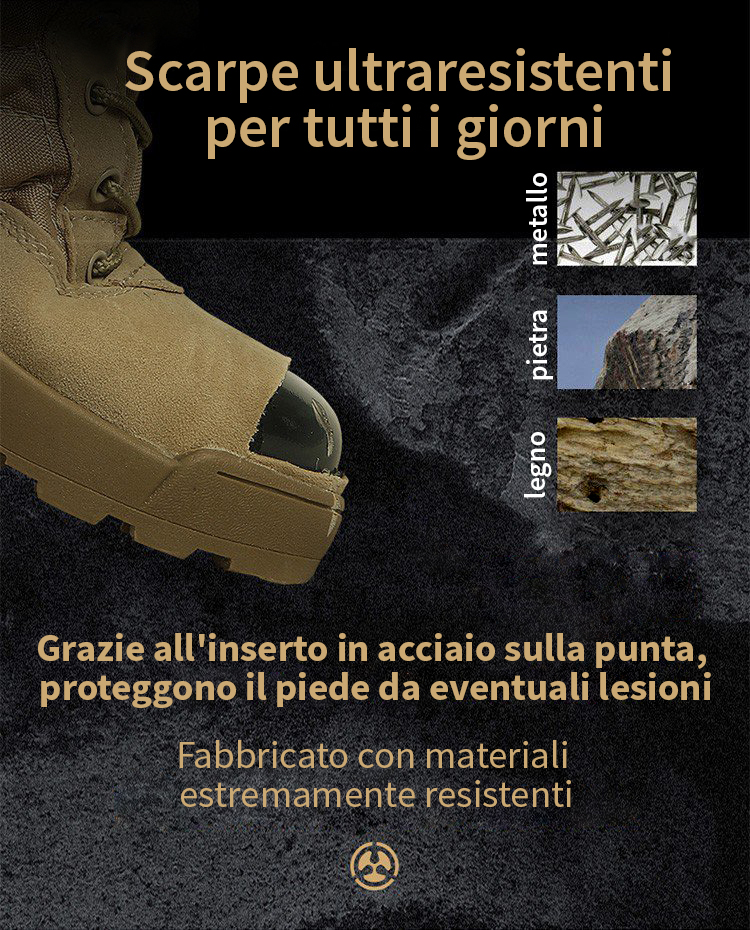 Scarpe ultraresistenti
per tutti i giorni
metallo
pietra
legno
Grazie all'inserto in acciaio sulla punta,
proteggono il piede da eventuali lesioni
Fabbricato con materiali
estremamente resistenti